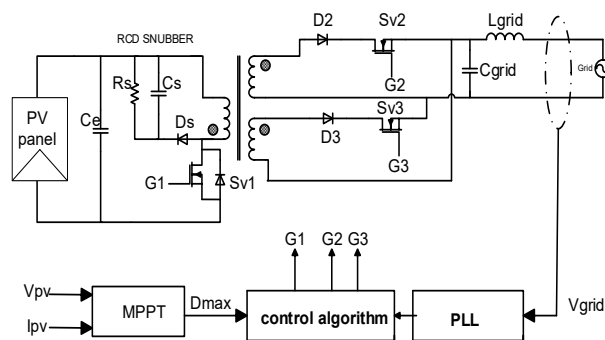 D2
Sv2
Lgrid
RCD SNUBBER
Rs
Cs
G2
Cgrid
Grid
Sv3
PV
panel
Ce
Ds
D3
G3
G1
Sv1
G1
G2
G3
Vpv
Ipv
MPPT
Dmax
control algorithm
PLL
Vgrid